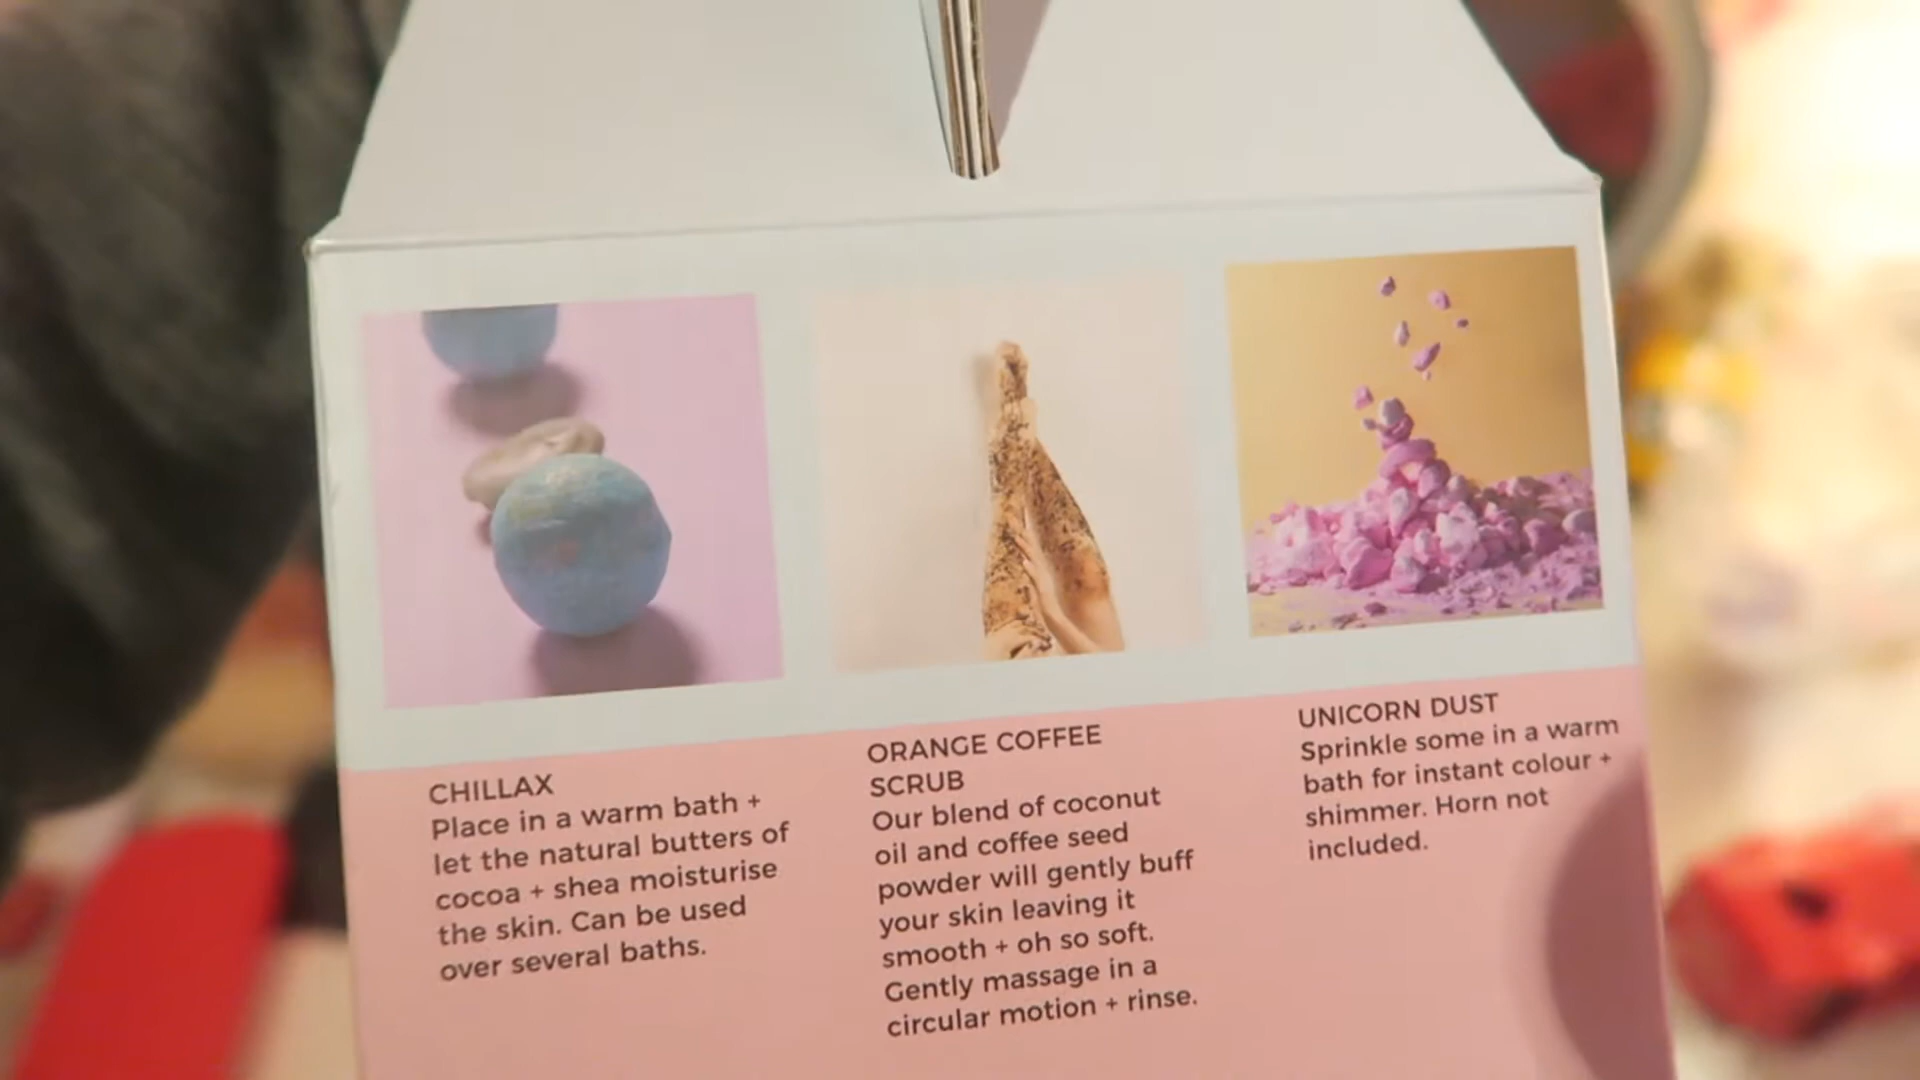 CHILLAX
Place in a warm bath +
let the natural butters of
cocoa + shea moisturise
the skin. Can be used
over several baths.
ORANGE COFFEE
SCRUB
Our blend of coconut
oil and coffee seed
powder will gently buff
your skin leaving it
smooth + oh so soft.
Gently massage in a
circular motion + rinse.
UNICORN DUST
Sprinkle some in a warm
bath for instant colour +
shimmer. Horn not
included.